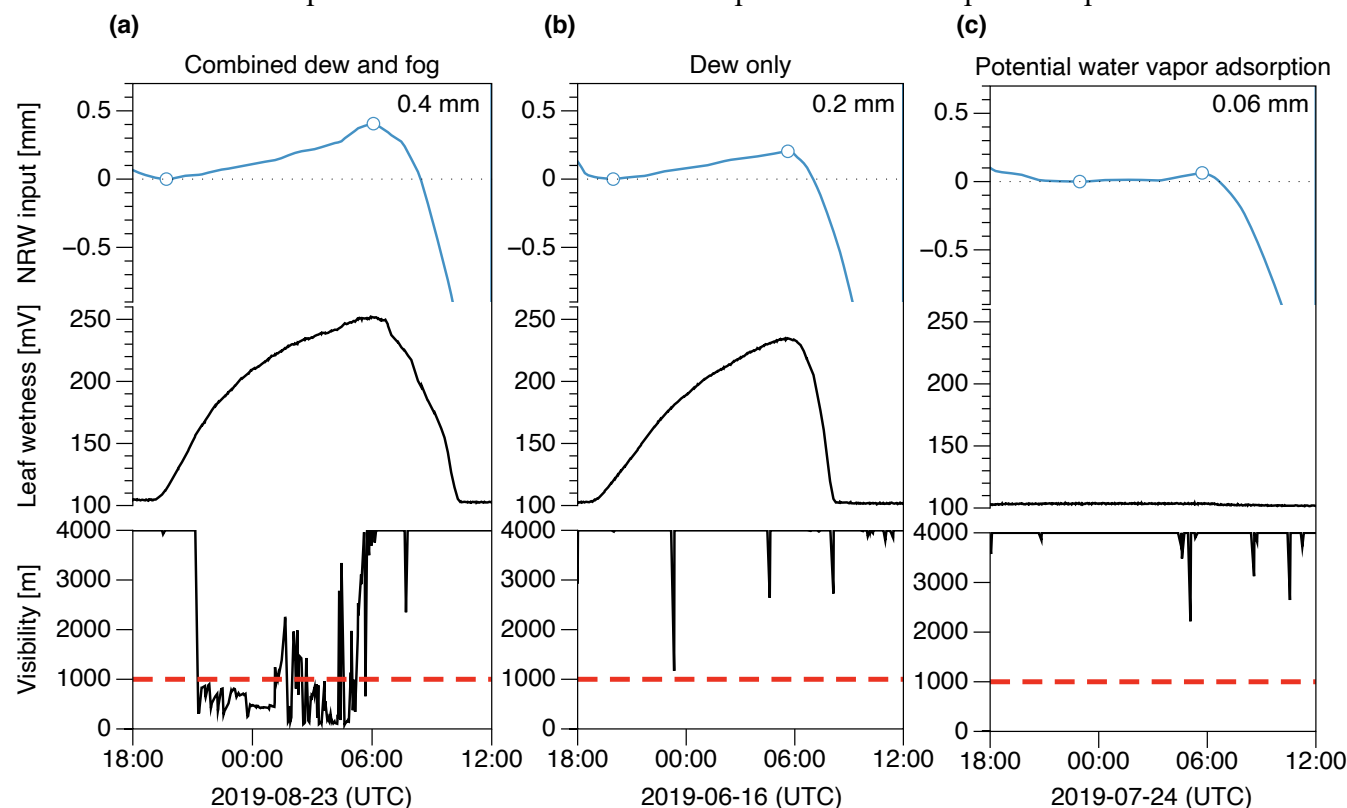 (a)
(b)
(c)
Combined dew and fog
Dew only
Potential water vapor adsorption
NRW input [mm]
0.5
0
−0.5
0.4 mm
0.5
0
−0.5
0.2 mm
0.5
0
−0.5
0.06 mm
Leaf wetness [mV]
250
200
150
100
250
200
150
100
250
200
150
100
Visibility [m]
4000
3000
2000
1000
0
4000
3000
2000
1000
0
4000
3000
2000
1000
0
18:00 00:00 06:00 12:00
18:00 00:00 06:00 12:00
18:00 00:00 06:00 12:00
2019-08-23 (UTC)
2019-06-16 (UTC)
2019-07-24 (UTC)